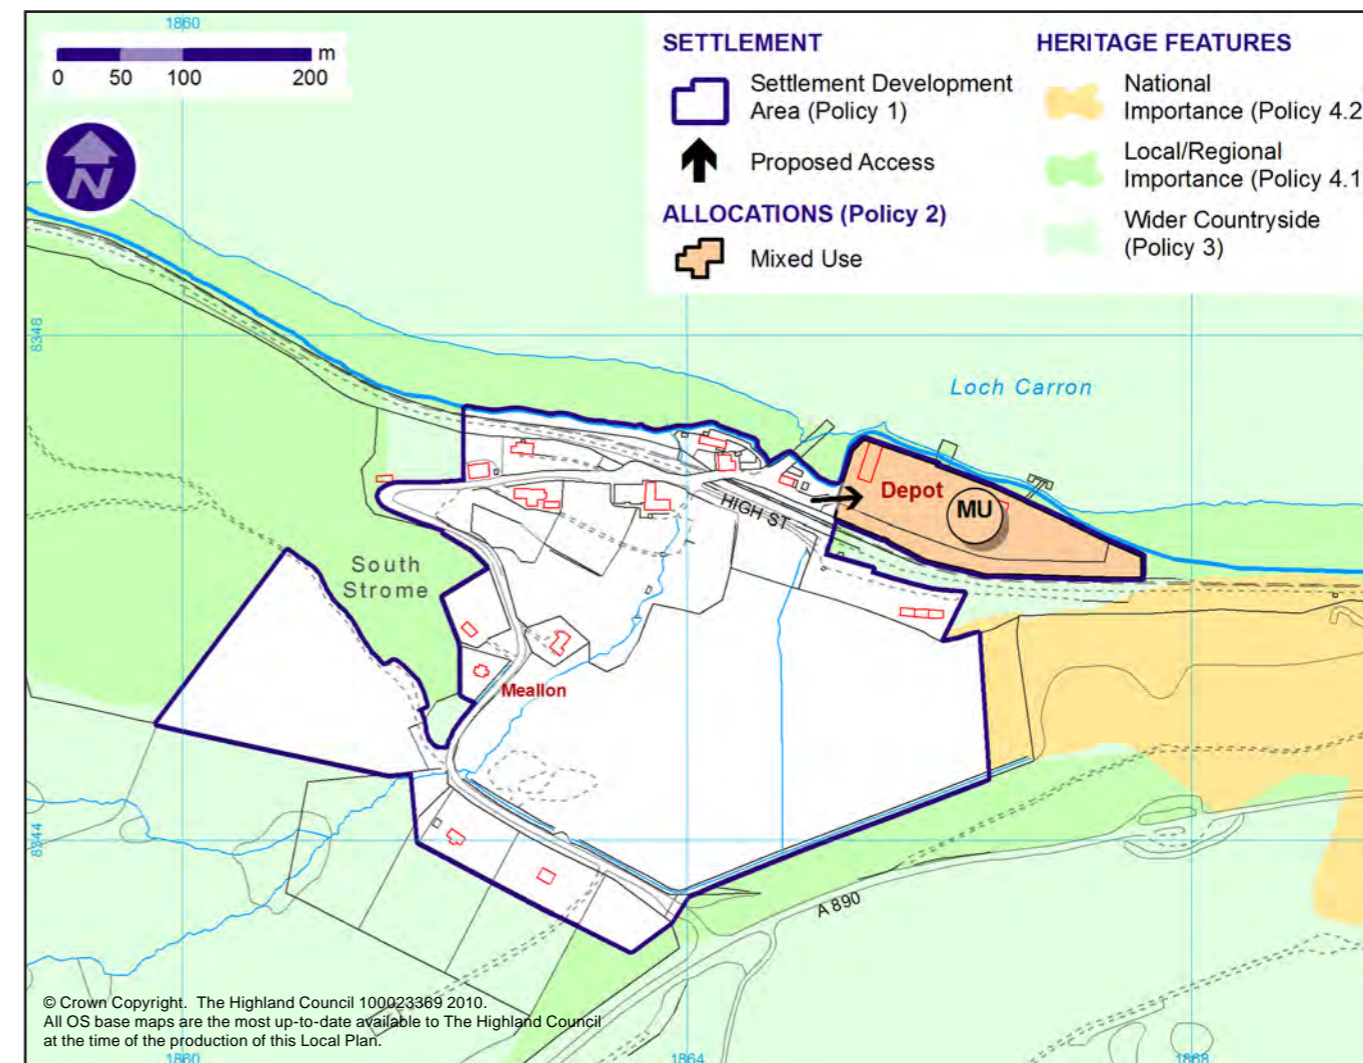 1860
m
0 50 100 200
N
SETTLEMENT
Settlement Development
Area (Policy 1)
Proposed Access
ALLOCATIONS (Policy 2)
Mixed Use
HERITAGE FEATURES
National
Importance (Policy 4.2
Local/Regional
Importance (Policy 4.1
Wider Countryside
(Policy 3)
8348
Loch Carron
Depot
MU
HIGH ST
South
Strome
Meallon
8344
A 890
© Crown Copyright. The Highland Council 100023369 2010.
All OS base maps are the most up-to-date available to The Highland Council
at the time of the production of this Local Plan.
1860
1864
1868